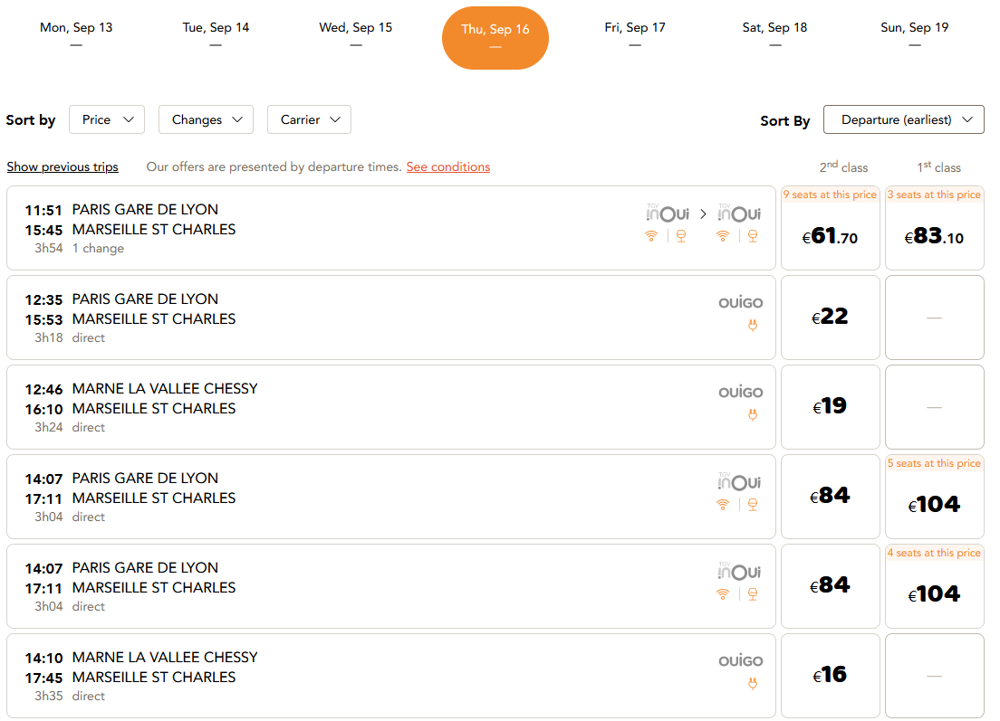 Mon, Sep 13 Tue, Sep 14 Wed, Sep 15 Thu, Sep 16 Fri, Sep 17 Sat, Sep 18 Sun, Sep 19
— — — — — — —
Sort by Price Changes Carrier Sort By Departure (earliest)
Show previous trips Our offers are presented by departure times. See conditions 2nd class 1st class
9 seats at this price 3 seats at this price
11:51 PARIS GARE DE LYON TGV inOui > TGV inOui
15:45 MARSEILLE ST CHARLES €61.70 €83.10
3h54 1 change
12:35 PARIS GARE DE LYON OUIGO
15:53 MARSEILLE ST CHARLES €22 —
3h18 direct
12:46 MARNE LA VALLEE CHESSY OUIGO
16:10 MARSEILLE ST CHARLES €19 —
3h24 direct
5 seats at this price
14:07 PARIS GARE DE LYON TGV inOui
17:11 MARSEILLE ST CHARLES €84 €104
3h04 direct
4 seats at this price
14:07 PARIS GARE DE LYON TGV inOui
17:11 MARSEILLE ST CHARLES €84 €104
3h04 direct
14:10 MARNE LA VALLEE CHESSY OUIGO
17:45 MARSEILLE ST CHARLES €16 —
3h35 direct